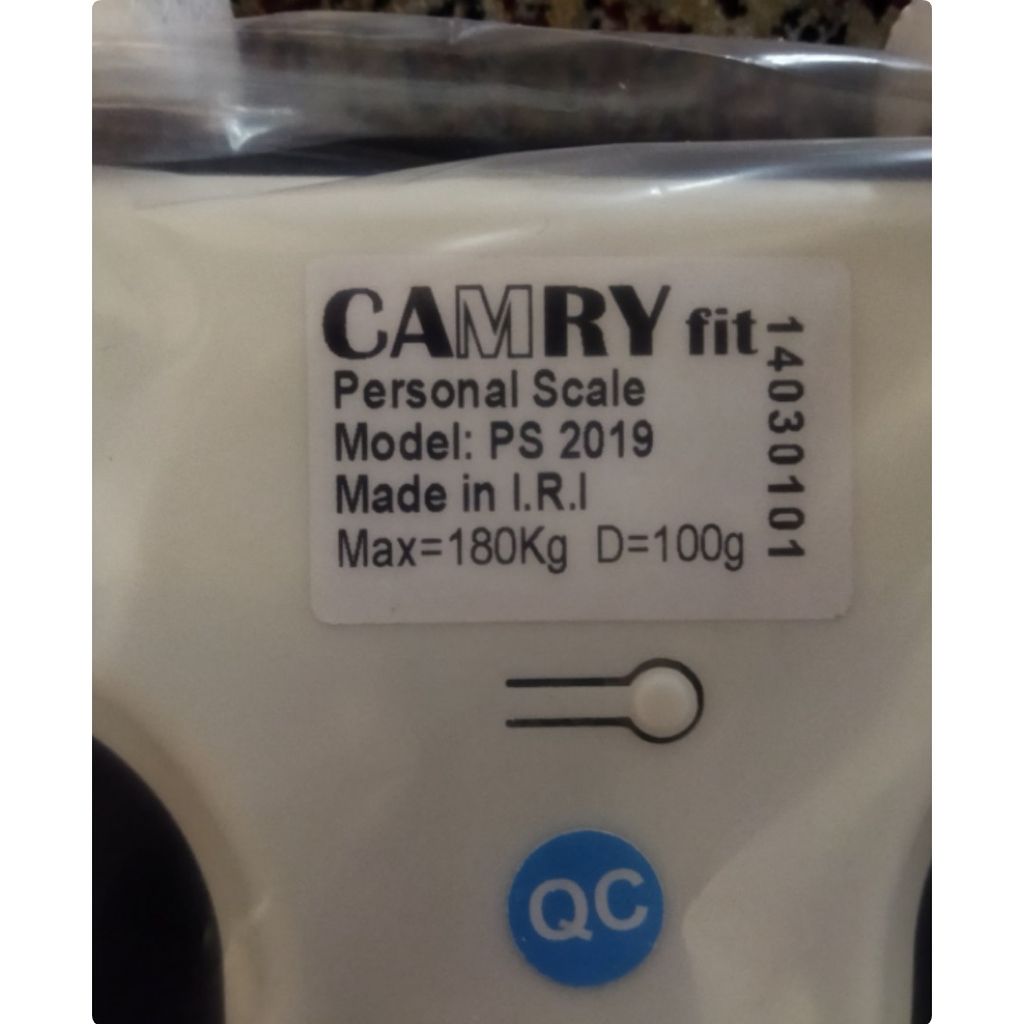 CAMRY fit
Personal Scale
Model: PS 2019
Made in I.R.I
Max=180Kg D=100g
14030101
QC